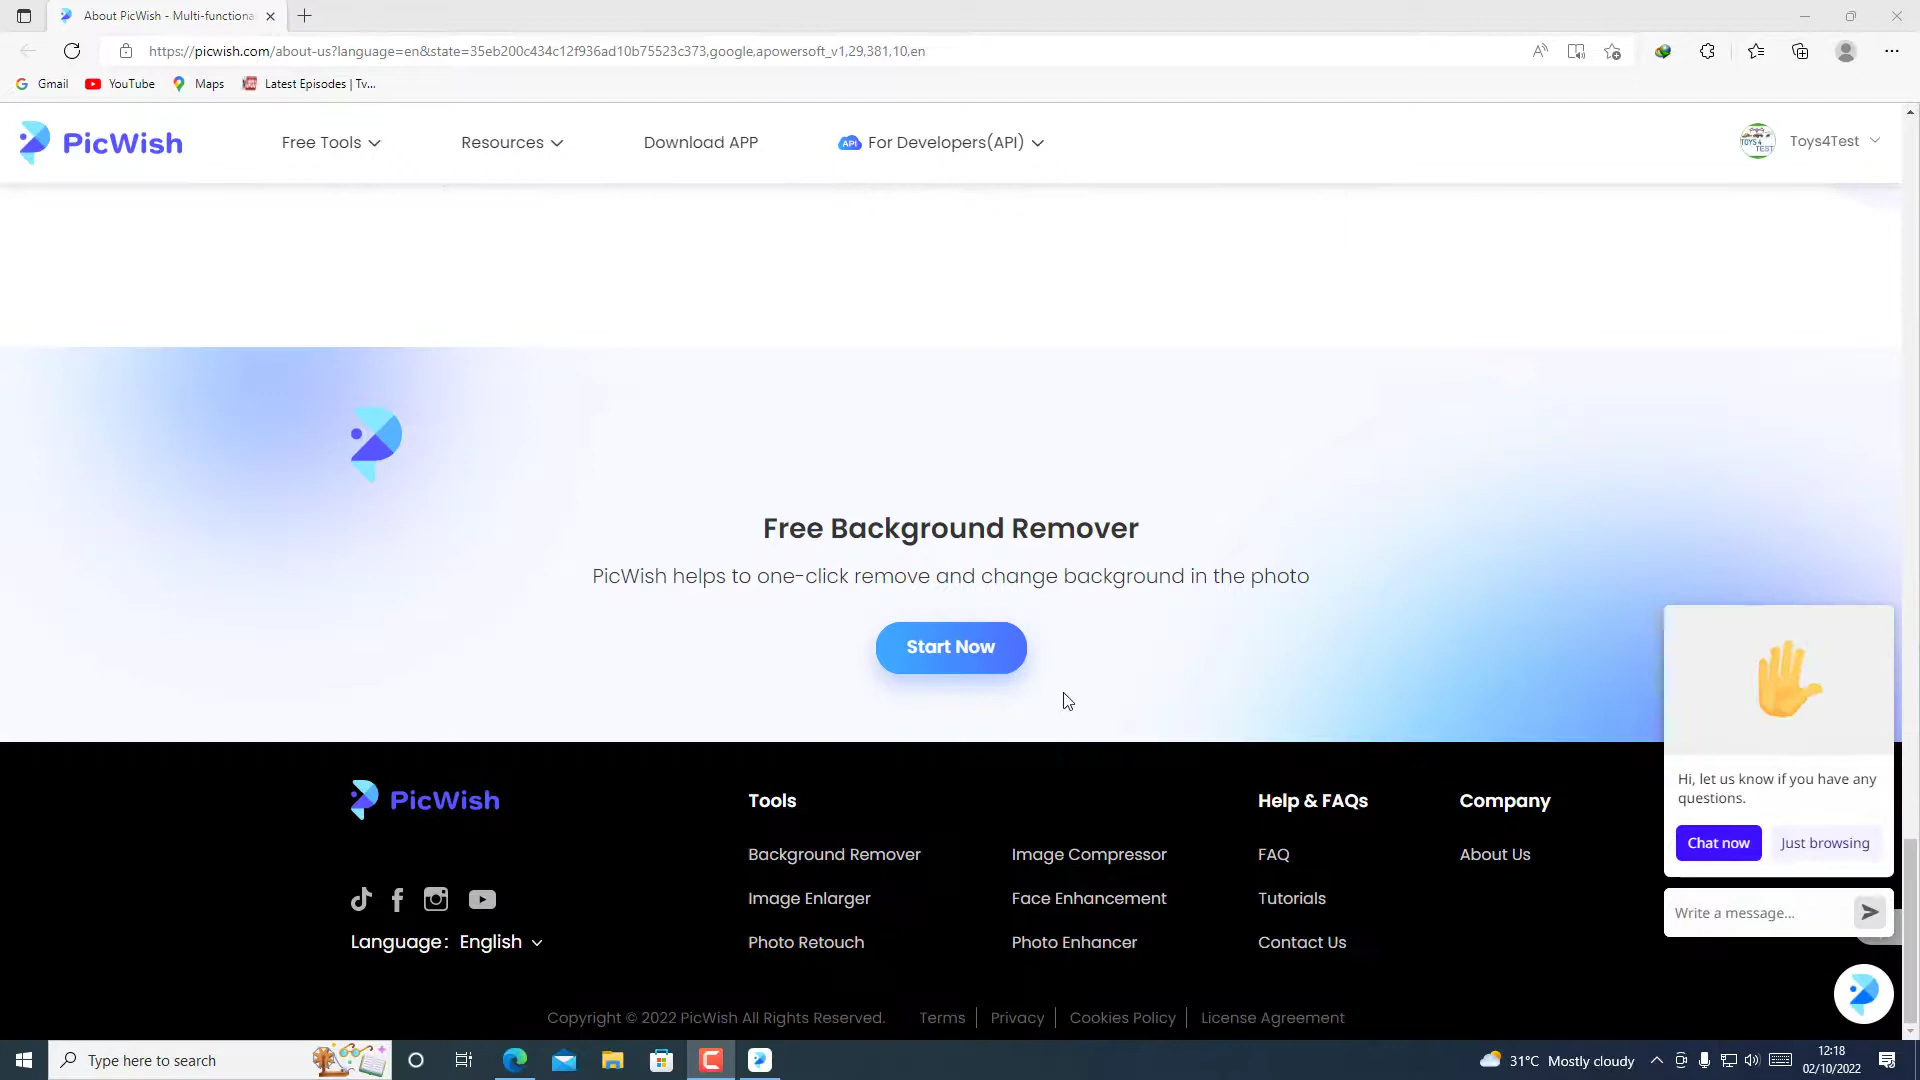 About PicWish - Multi-functiona
https://picwish.com/about-us?language=en&state=35eb200c434c12f936ad10b75523c373,google,apowersoft_v1,29,381,10,en
Gmail YouTube Maps Latest Episodes | Tv...
PicWish Free Tools Resources Download APP API For Developers(API) TOYS 4 TEST Toys4Test
Free Background Remover
PicWish helps to one-click remove and change background in the photo
Start Now
Hi, let us know if you have any
questions.
Chat now Just browsing
Write a message...
PicWish Tools Help & FAQs Company
Background Remover Image Compressor FAQ About Us
Image Enlarger Face Enhancement Tutorials
Language: English Photo Retouch Photo Enhancer Contact Us
Copyright © 2022 PicWish All Rights Reserved. Terms Privacy Cookies Policy License Agreement
Type here to search 31°C Mostly cloudy 12:18
02/10/2022